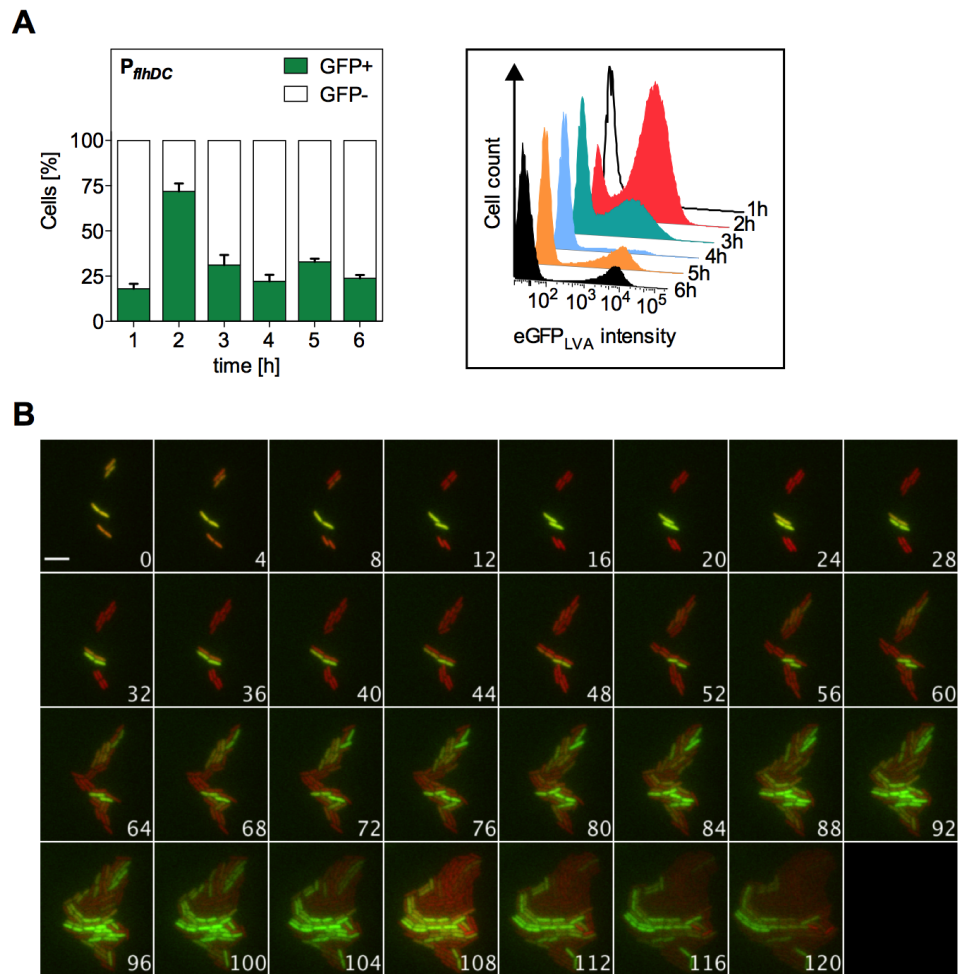 A
P flhDC
GFP+
GFP-
100
75
50
25
0
Cells [%]
1 2 3 4 5 6
time [h]
Cell count
1h
2h
3h
4h
5h
6h
10² 10³ 10⁴ 10⁵
eGFP LVA intensity
B
0 4 8 12 16 20 24 28
32 36 40 44 48 52 56 60
64 68 72 76 80 84 88 92
96 100 104 108 112 116 120